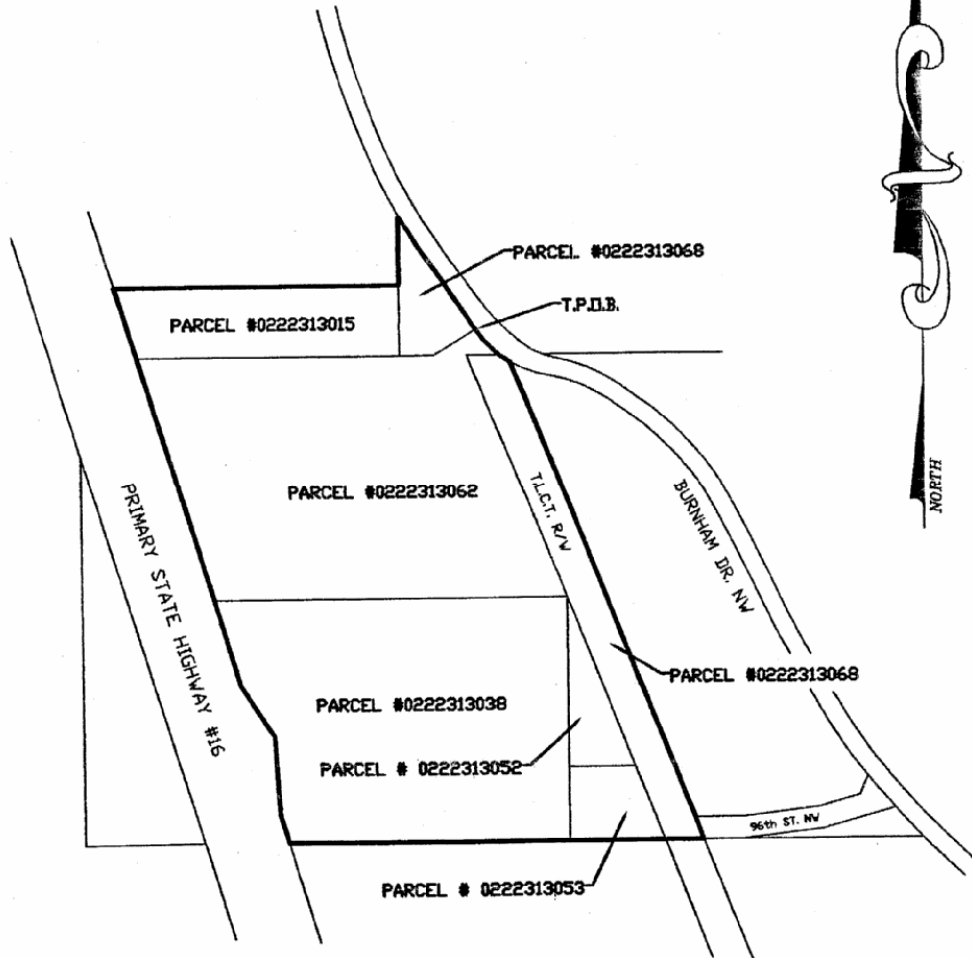 PARCEL #0222313068
T.P.O.B.
PARCEL #0222313015
PARCEL #0222313062
T.L.C.T. R/W
BURNHAM DR. NW
NORTH
PRIMARY STATE HIGHWAY #16
PARCEL #0222313068
PARCEL #0222313038
PARCEL # 0222313052
96th ST. NW
PARCEL # 0222313053